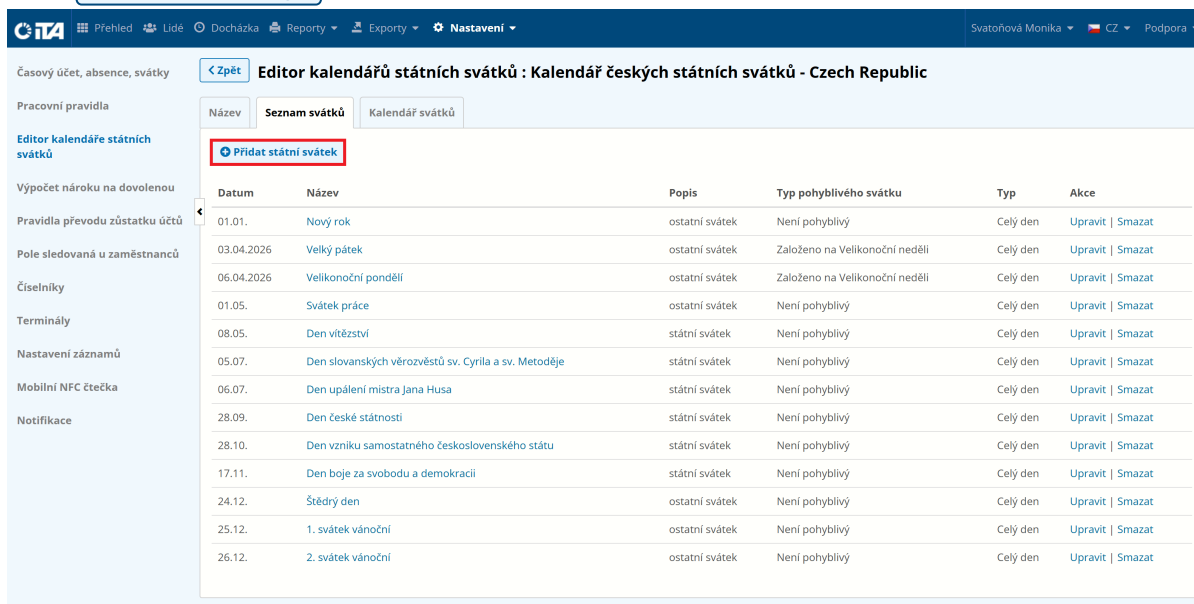 iTA Přehled Lidé Docházka Reporty Exporty Nastavení Svatoňová Monika CZ Podpora
Zpět Editor kalendářů státních svátků : Kalendář českých státních svátků - Czech Republic
Název Seznam svátků Kalendář svátků
Přidat státní svátek
Časový účet, absence, svátky
Pracovní pravidla
Editor kalendáře státních
svátků
Výpočet nároku na dovolenou
Pravidla převodu zůstatku účtů
Pole sledovaná u zaměstnanců
Číselníky
Terminály
Nastavení záznamů
Mobilní NFC čtečka
Notifikace
Datum Název Popis Typ pohyblivého svátku Typ Akce
01.01. Nový rok ostatní svátek Není pohyblivý Celý den Upravit | Smazat
03.04.2026 Velký pátek ostatní svátek Založeno na Velikonoční neděli Celý den Upravit | Smazat
06.04.2026 Velikonoční pondělí ostatní svátek Založeno na Velikonoční neděli Celý den Upravit | Smazat
01.05. Svátek práce ostatní svátek Není pohyblivý Celý den Upravit | Smazat
08.05. Den vítězství státní svátek Není pohyblivý Celý den Upravit | Smazat
05.07. Den slovanských věrozvěstů sv. Cyrila a sv. Metoděje státní svátek Není pohyblivý Celý den Upravit | Smazat
06.07. Den upálení mistra Jana Husa státní svátek Není pohyblivý Celý den Upravit | Smazat
28.09. Den české státnosti státní svátek Není pohyblivý Celý den Upravit | Smazat
28.10. Den vzniku samostatného československého státu státní svátek Není pohyblivý Celý den Upravit | Smazat
17.11. Den boje za svobodu a demokracii státní svátek Není pohyblivý Celý den Upravit | Smazat
24.12. Štědrý den ostatní svátek Není pohyblivý Celý den Upravit | Smazat
25.12. 1. svátek vánoční ostatní svátek Není pohyblivý Celý den Upravit | Smazat
26.12. 2. svátek vánoční ostatní svátek Není pohyblivý Celý den Upravit | Smazat